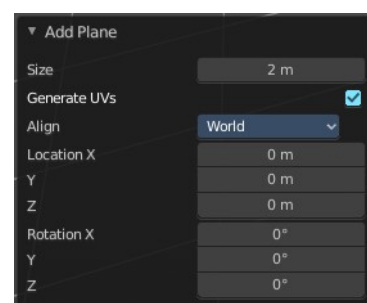 Add Plane
Size 2 m
Generate UVs
Align World
Location X 0 m
Y 0 m
Z 0 m
Rotation X 0°
Y 0°
Z 0°